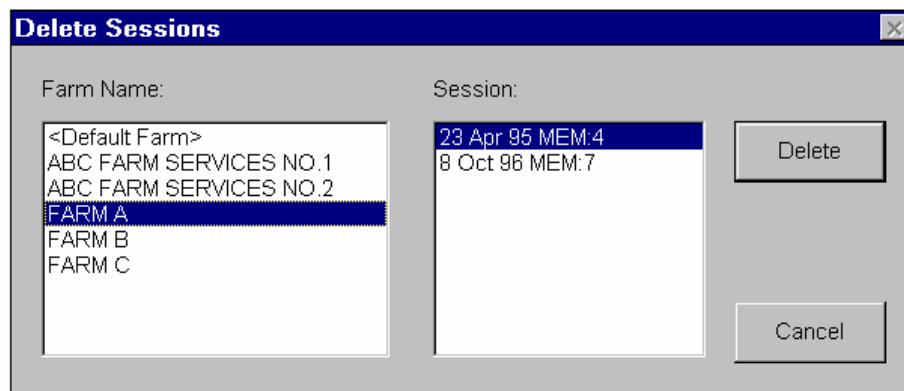 Delete Sessions
Farm Name:
<Default Farm>
ABC FARM SERVICES NO.1
ABC FARM SERVICES NO.2
FARM A
FARM B
FARM C
Session:
23 Apr 95 MEM:4
8 Oct 96 MEM:7
Delete
Cancel